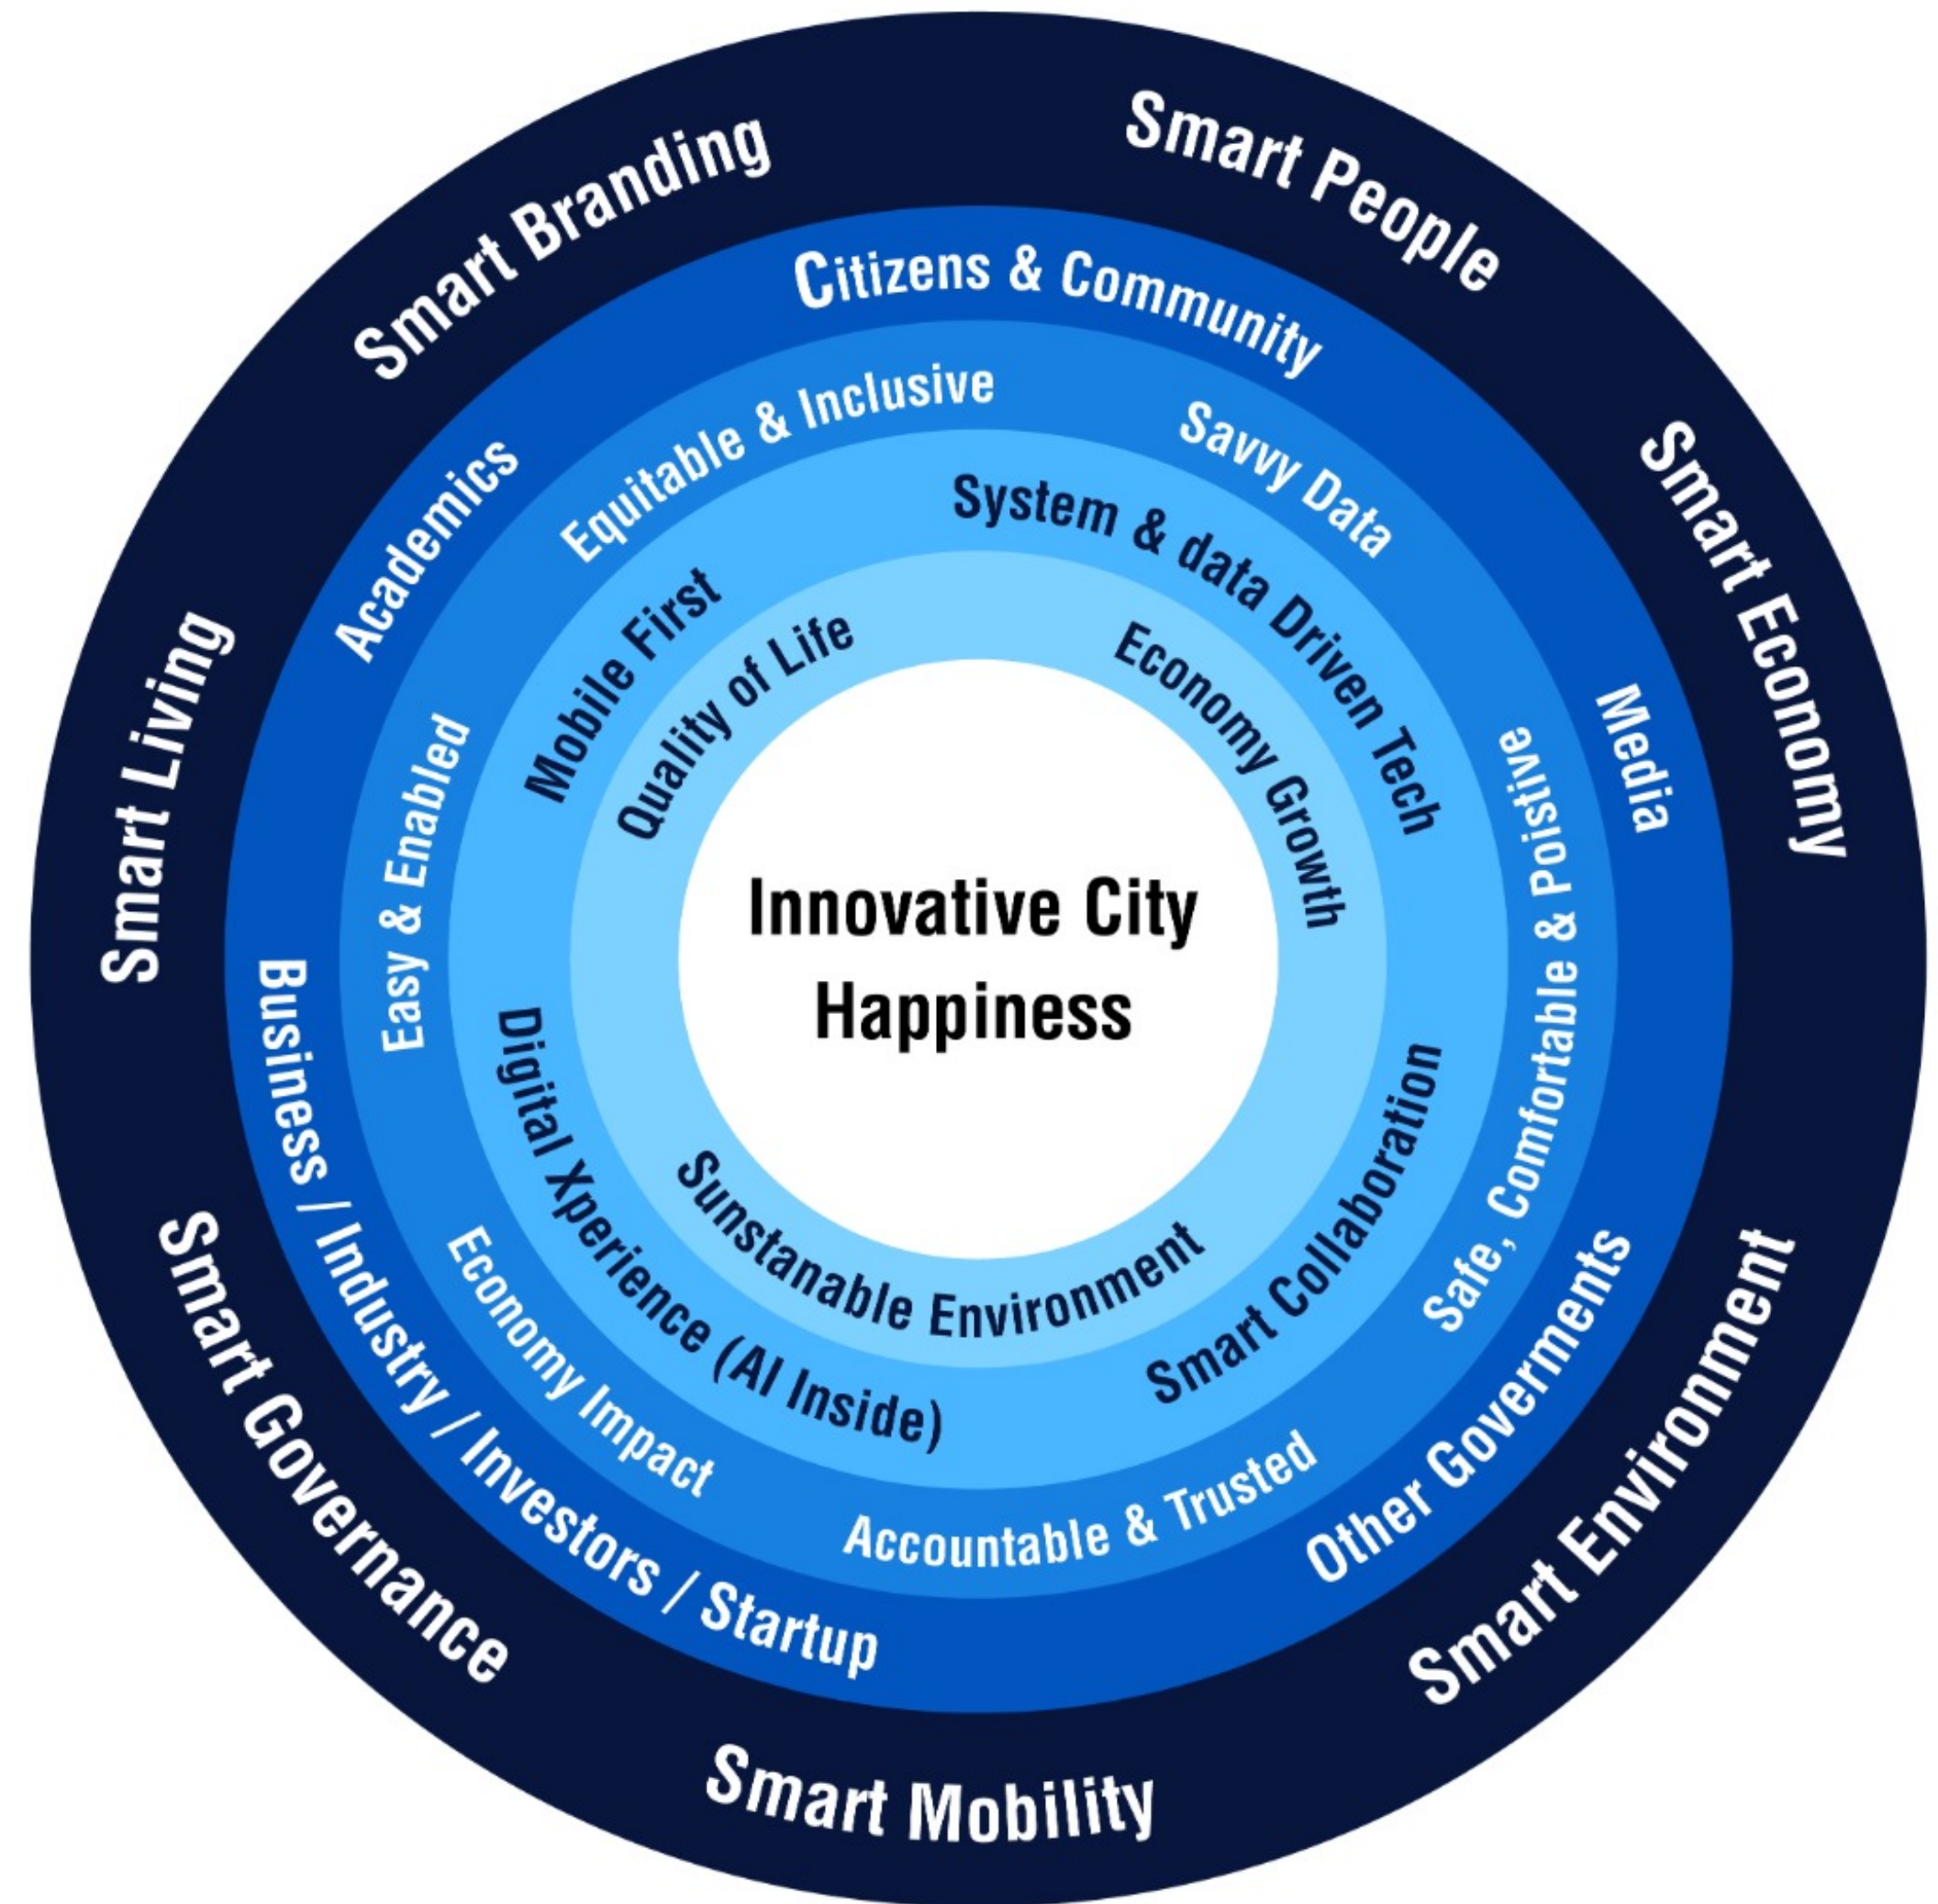 Smart Branding
Smart People
Smart Economy
Smart Environment
Smart Mobility
Smart Governance
Smart Living
Citizens & Community
Media
Other Goverments
Business / Industry / Investors / Startup
Academics
Equitable & Inclusive
Savvy Data
Safe, Comfortable & Poisitive
Accountable & Trusted
Economy Impact
Easy & Enabled
System & data Driven Tech
Smart Collaboration
Digital Xperience (AI Inside)
Mobile First
Quality of Life
Economy Growth
Sunstanable Environment
Innovative City
Happiness